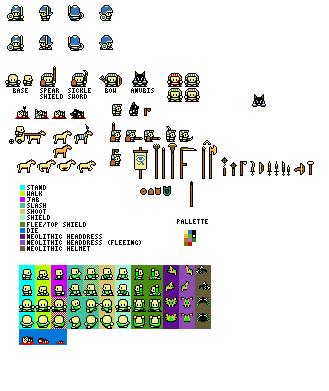 BASE SPEAR SHIELD SICKLE SWORD BOW ANUBIS
STAND
WALK
JAB
SLASH
SHOOT
SHIELD
FLEE/TOP SHIELD
DIE
NEOLITHIC HEADDRESS
NEOLITHIC HEADDRESS (FLEEING)
NEOLITHIC HELMET
PALLETTE